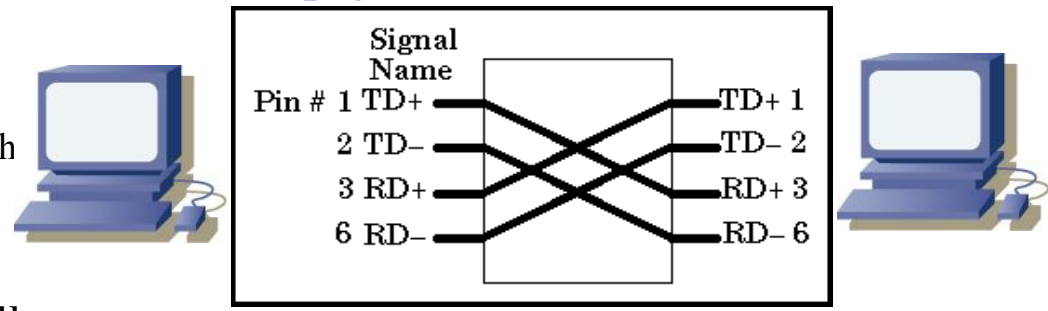 Signal
Name
Pin # 1 TD+ TD+ 1
2 TD– TD– 2
h
3 RD+ RD+ 3
6 RD– RD– 6